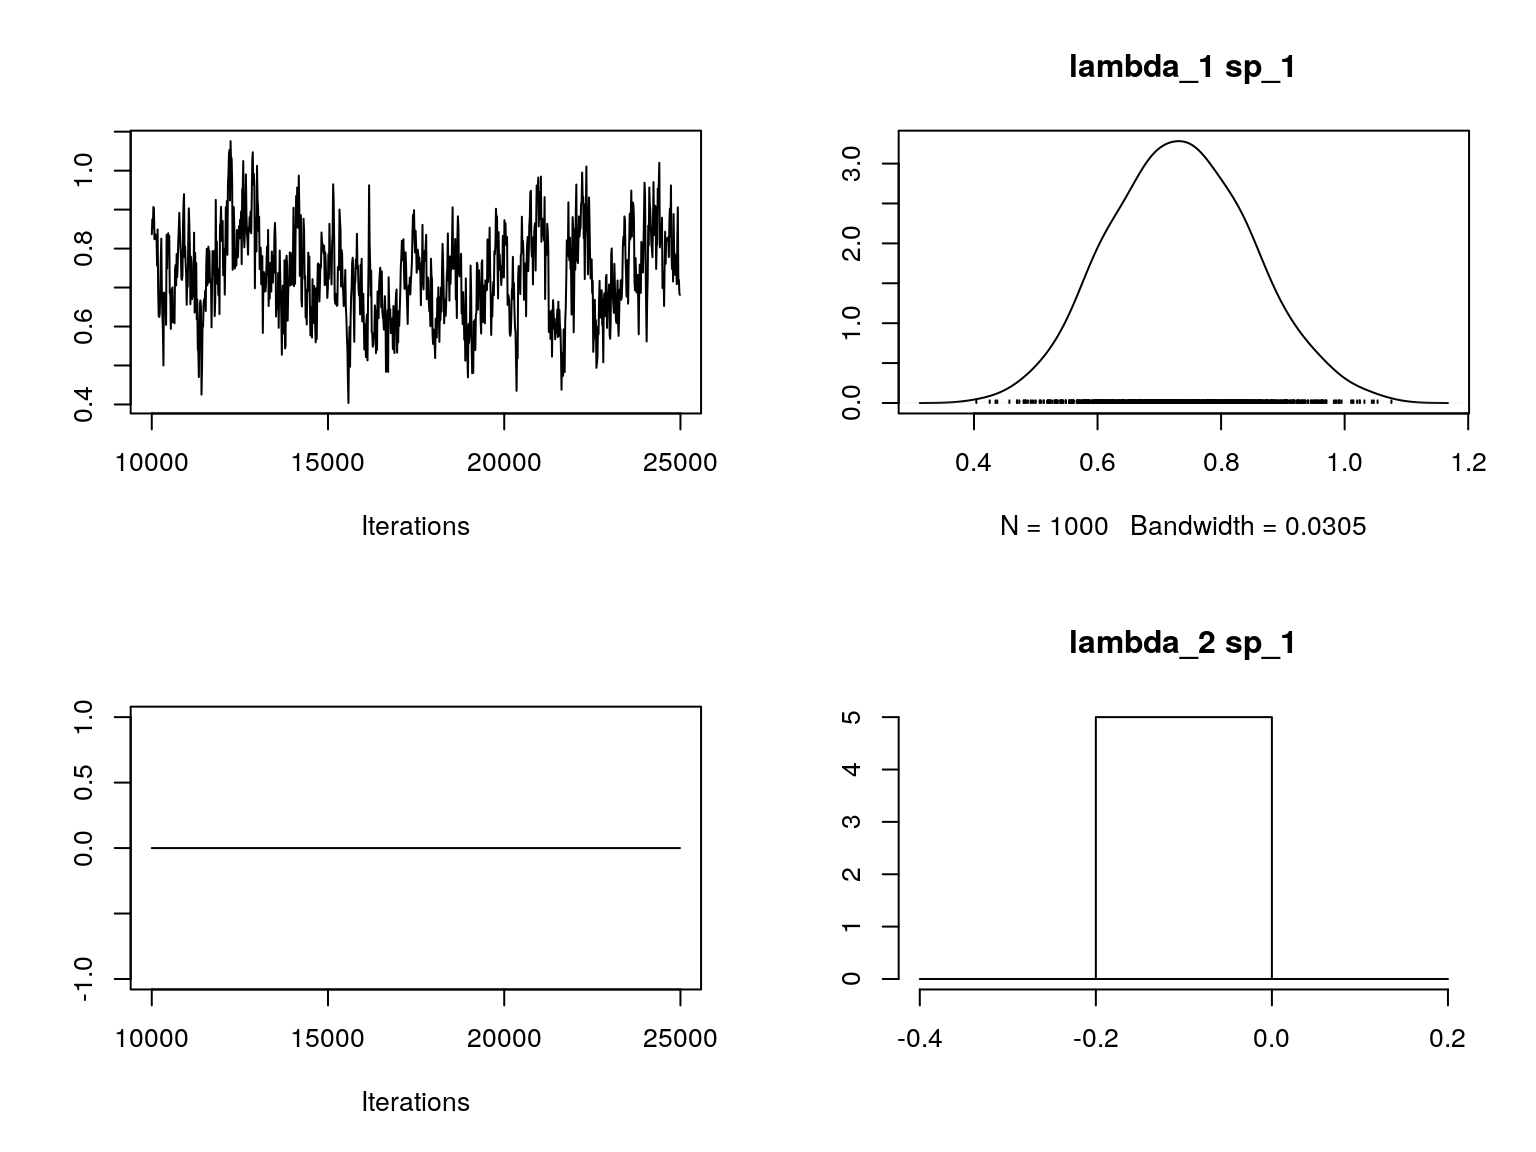 0.4 0.6 0.8 1.0
10000 15000 20000 25000
Iterations
lambda_1 sp_1
0.0 1.0 2.0 3.0
0.4 0.6 0.8 1.0 1.2
N = 1000 Bandwidth = 0.0305
-1.0 0.0 0.5 1.0
10000 15000 20000 25000
Iterations
lambda_2 sp_1
0 1 2 3 4 5
-0.4 -0.2 0.0 0.2